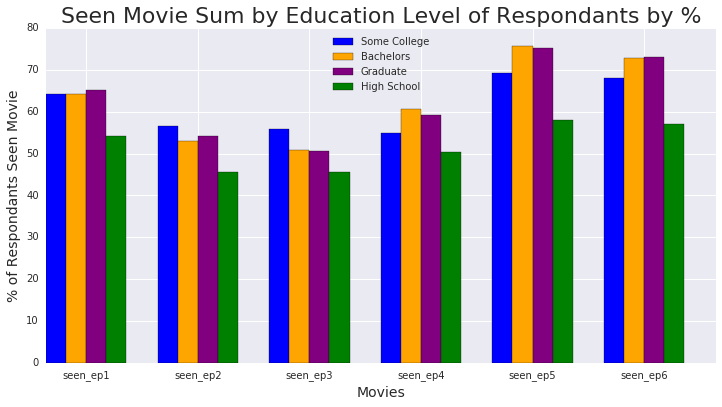 Seen Movie Sum by Education Level of Respondants by %
80
70
60
50
40
30
20
10
0
% of Respondants Seen Movie
Some College
Bachelors
Graduate
High School
seen_ep1 seen_ep2 seen_ep3 seen_ep4 seen_ep5 seen_ep6
Movies